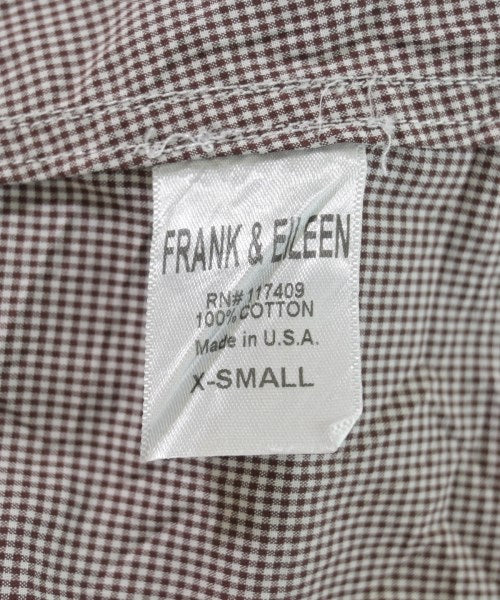 FRANK & EILEEN
RN# 117409
100% COTTON
Made in U.S.A.
X-SMALL